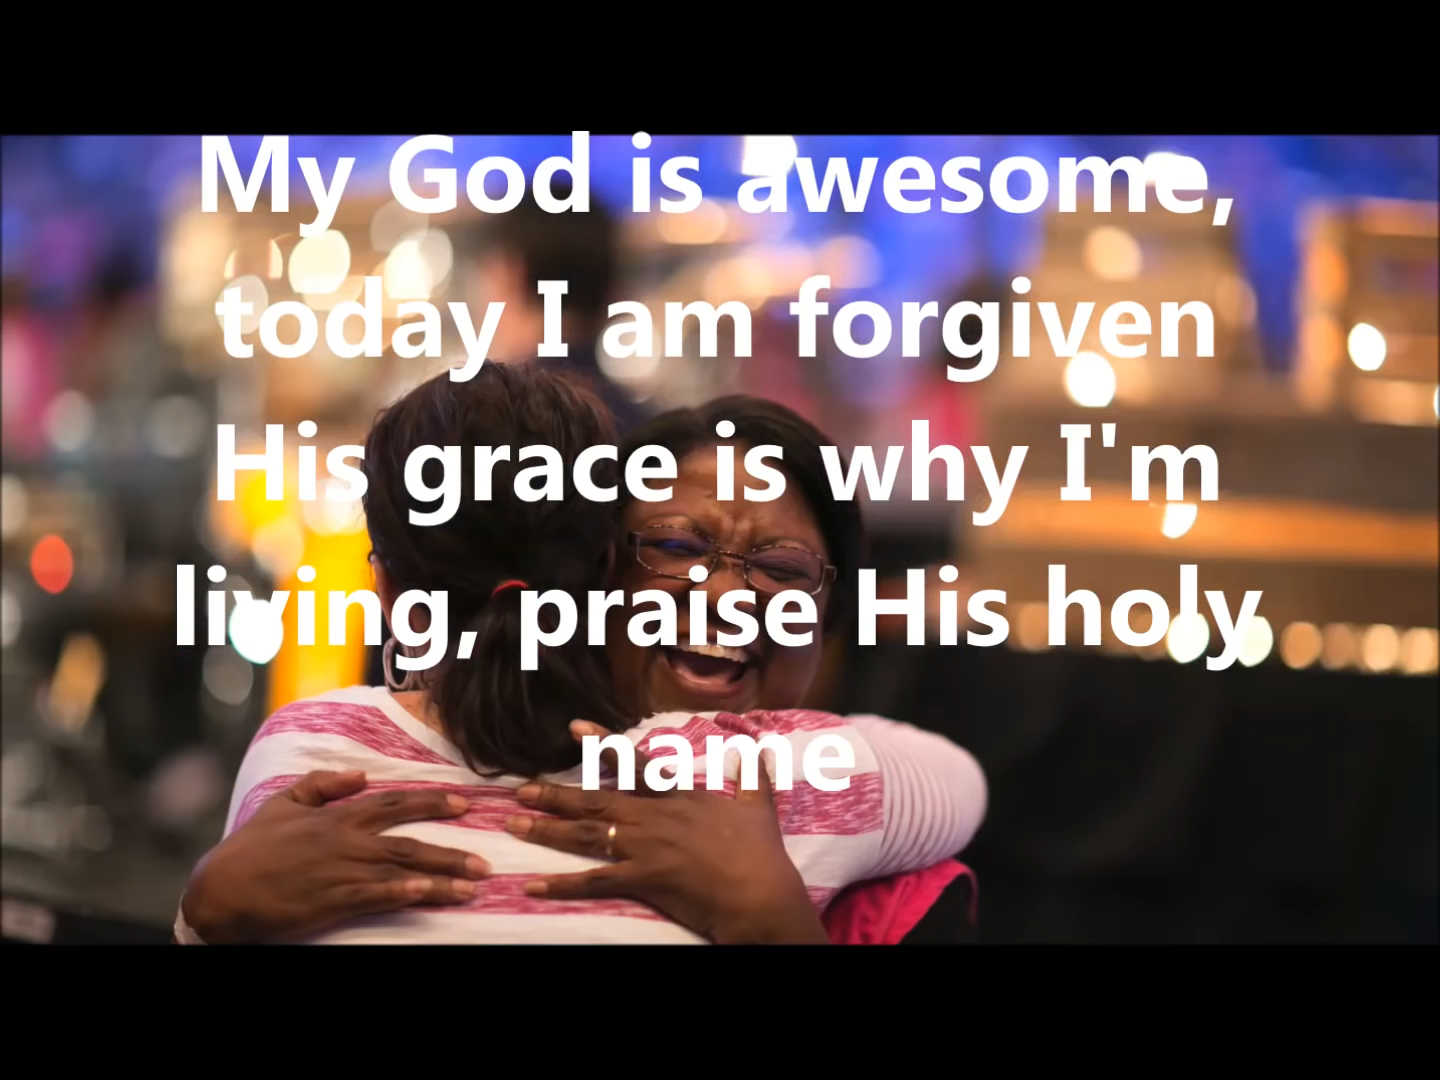 My God is awesome,
today I am forgiven
His grace is why I'm
living, praise His holy
name